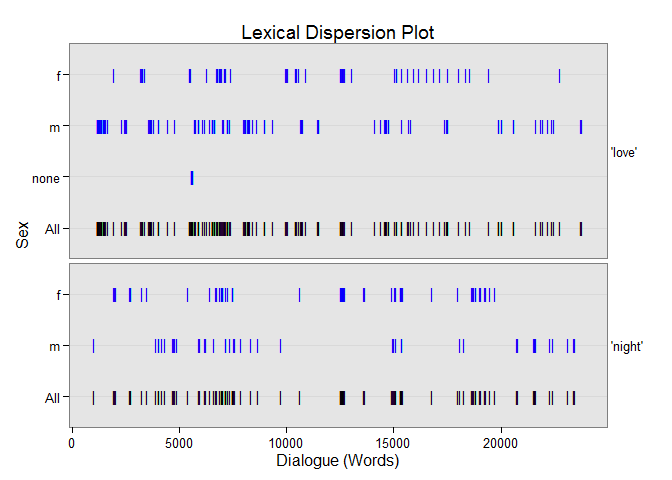 Lexical Dispersion Plot
f
m
none
All
'love'
Sex
f
m
All
'night'
0 5000 10000 15000 20000
Dialogue (Words)